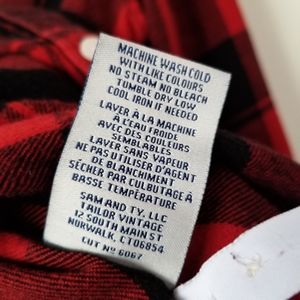 MACHINE WASH COLD
WITH LIKE COLOURS
NO STEAM NO BLEACH
TUMBLE DRY LOW
COOL IRON IF NEEDED
LAVER À LA MACHINE
À L'EAU FROIDE
AVEC DES COULEURS
SEMBLABLES
LAVER SANS VAPEUR
NE PAS UTILISER D'AGENT
DE BLANCHIMENT
SÉCHER PAR CULBUTAGE À
BASSE TEMPÉRATURE
SAM AND TY, LLC
TAILOR VINTAGE
12 SOUTH MAIN ST
NORWALK, CT06854
CUT Nº 6067